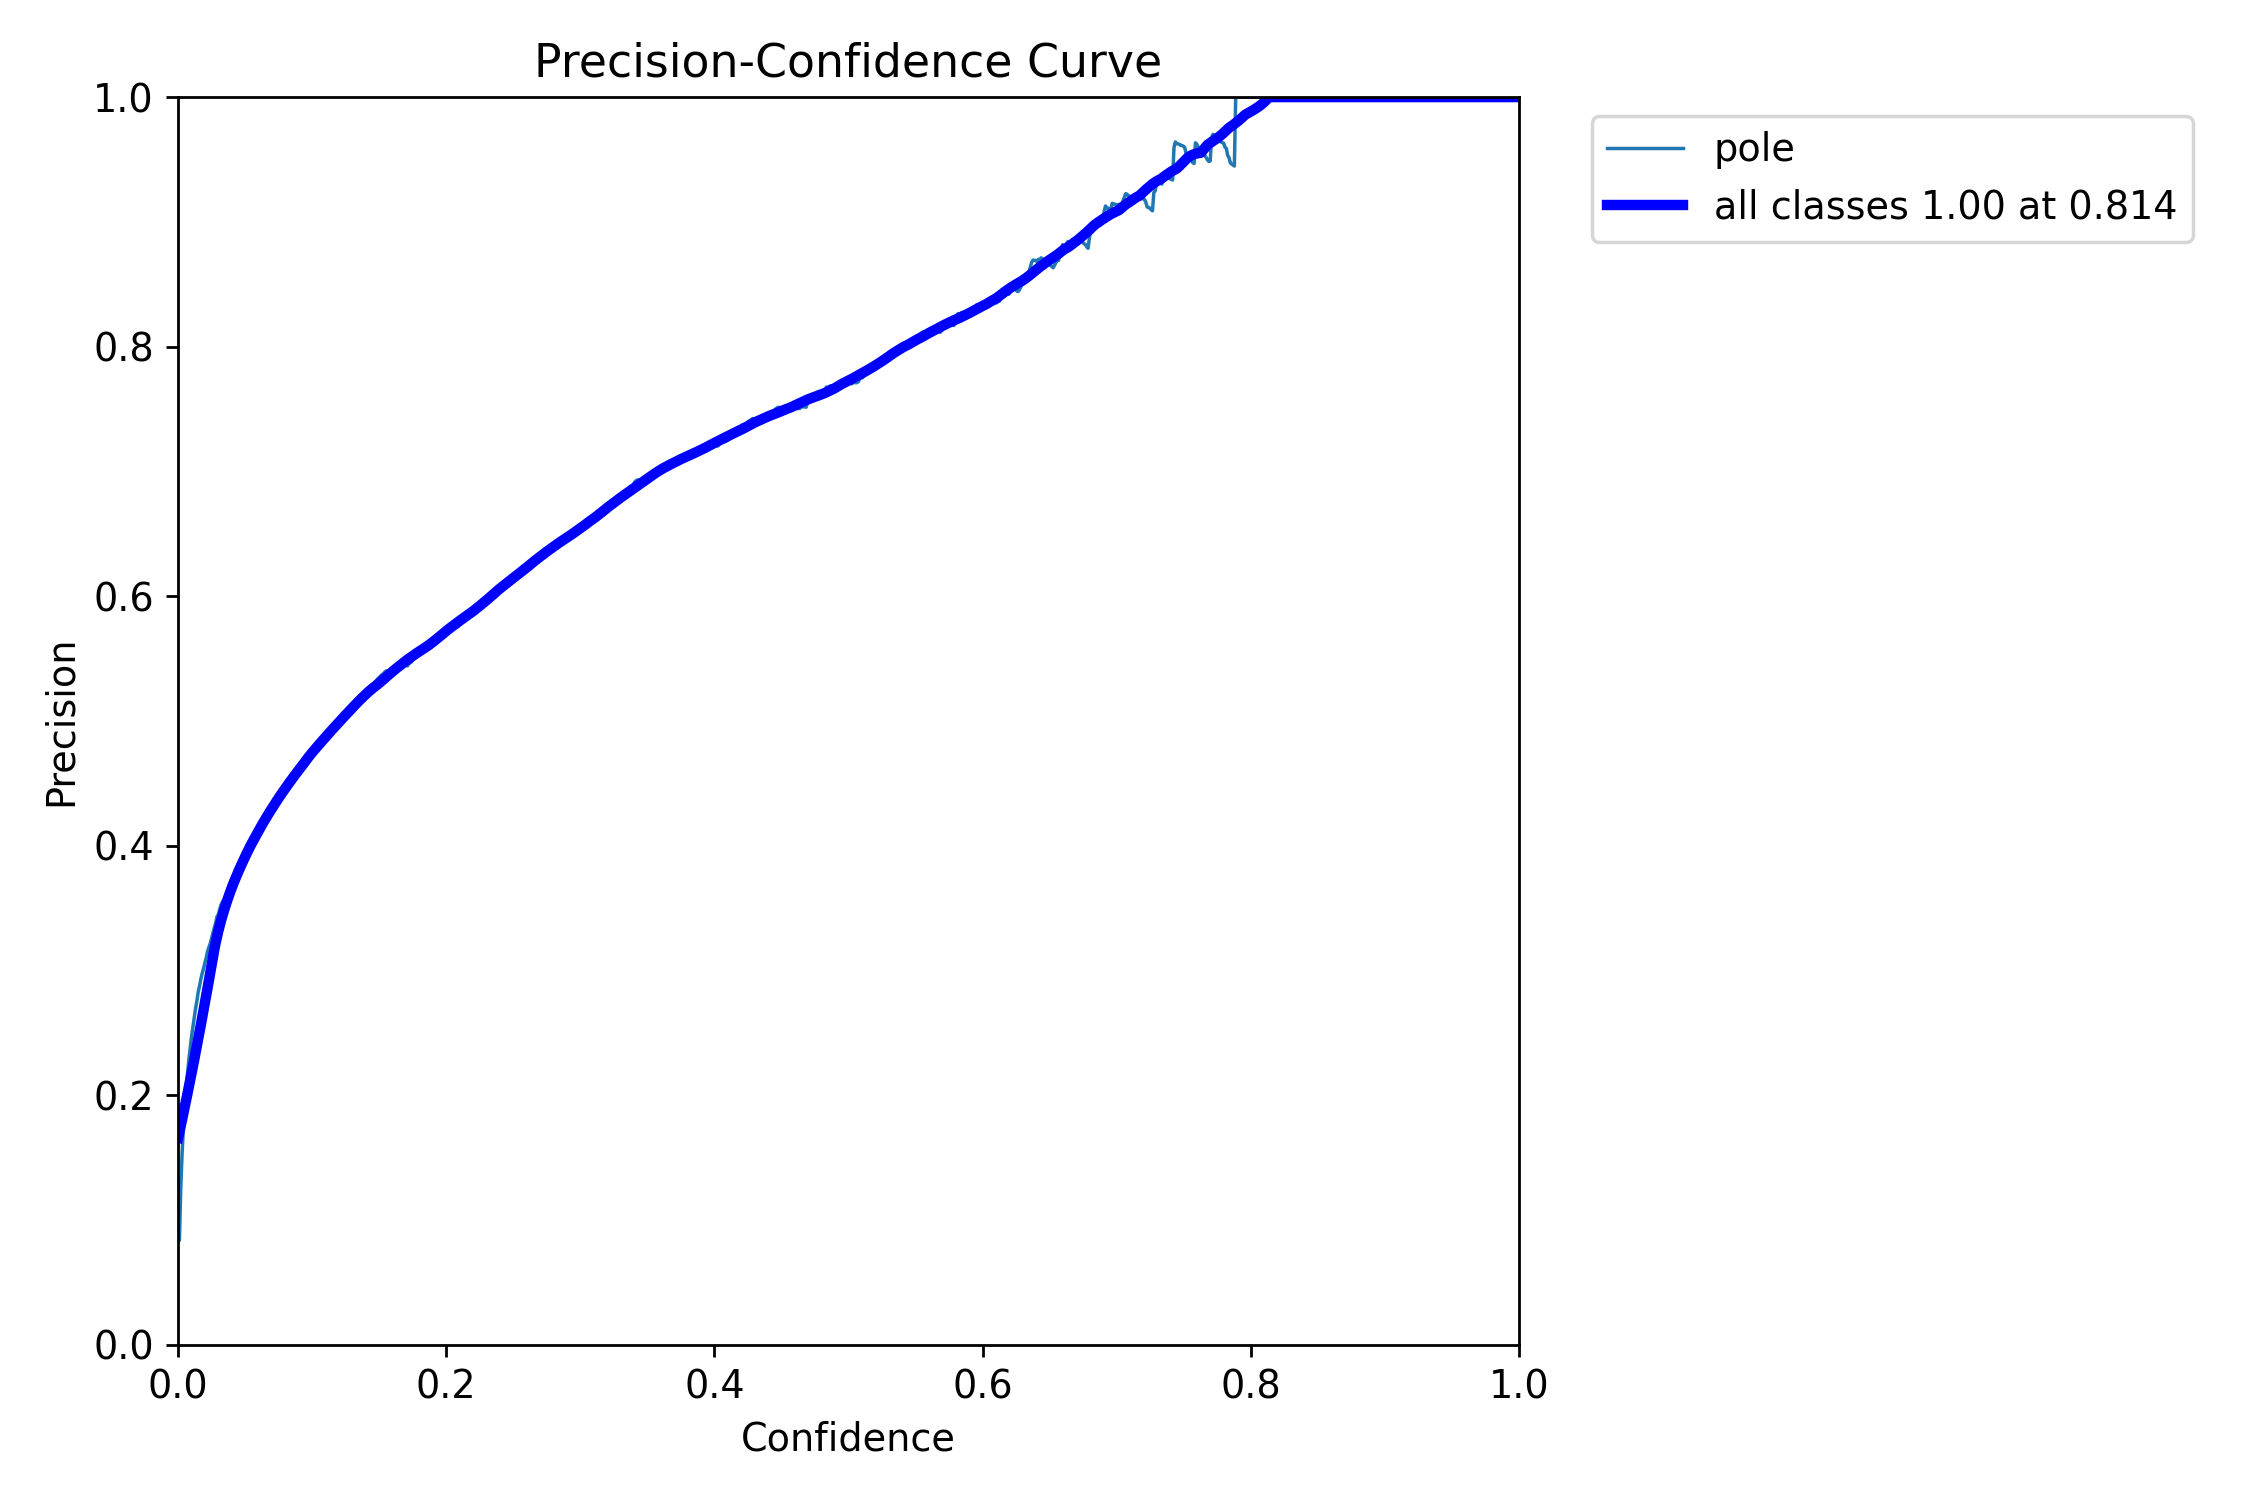 Precision-Confidence Curve
1.0
0.8
0.6
0.4
0.2
0.0
Precision
0.0 0.2 0.4 0.6 0.8 1.0
Confidence
pole
all classes 1.00 at 0.814